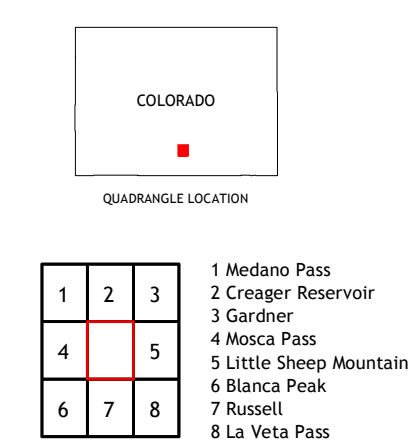 COLORADO
QUADRANGLE LOCATION
1 2 3
4 5
6 7 8
1 Medano Pass
2 Creager Reservoir
3 Gardner
4 Mosca Pass
5 Little Sheep Mountain
6 Blanca Peak
7 Russell
8 La Veta Pass